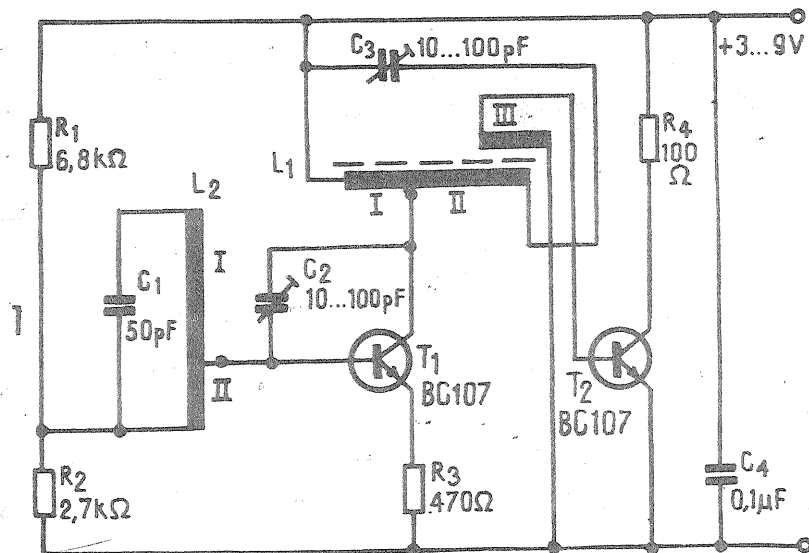 C3 10...100pF
+3...9V
R1
6,8kΩ
III
R4
100
Ω
L1
L2
I
II
I
C1
50pF
C2
10...100pF
1
T1
BC107
II
T2
BC107
R2
2,7kΩ
R3
470Ω
C4
0,1µF